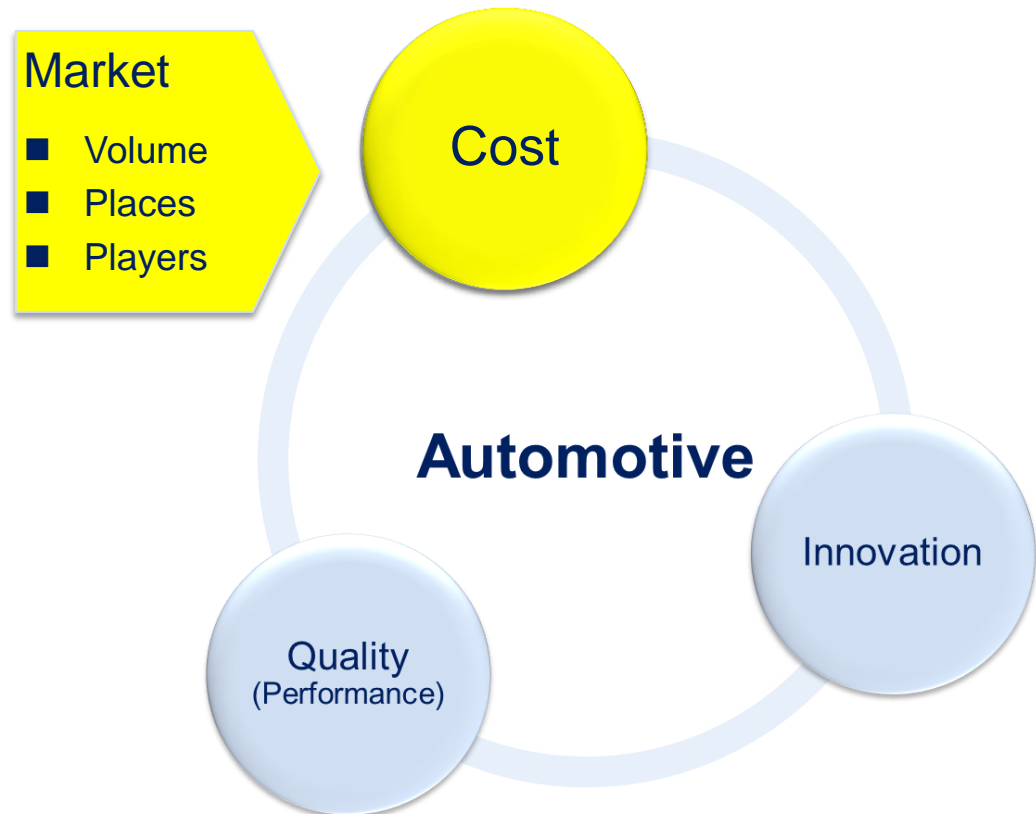 Market
■ Volume
■ Places
■ Players
Cost
Automotive
Innovation
Quality
(Performance)